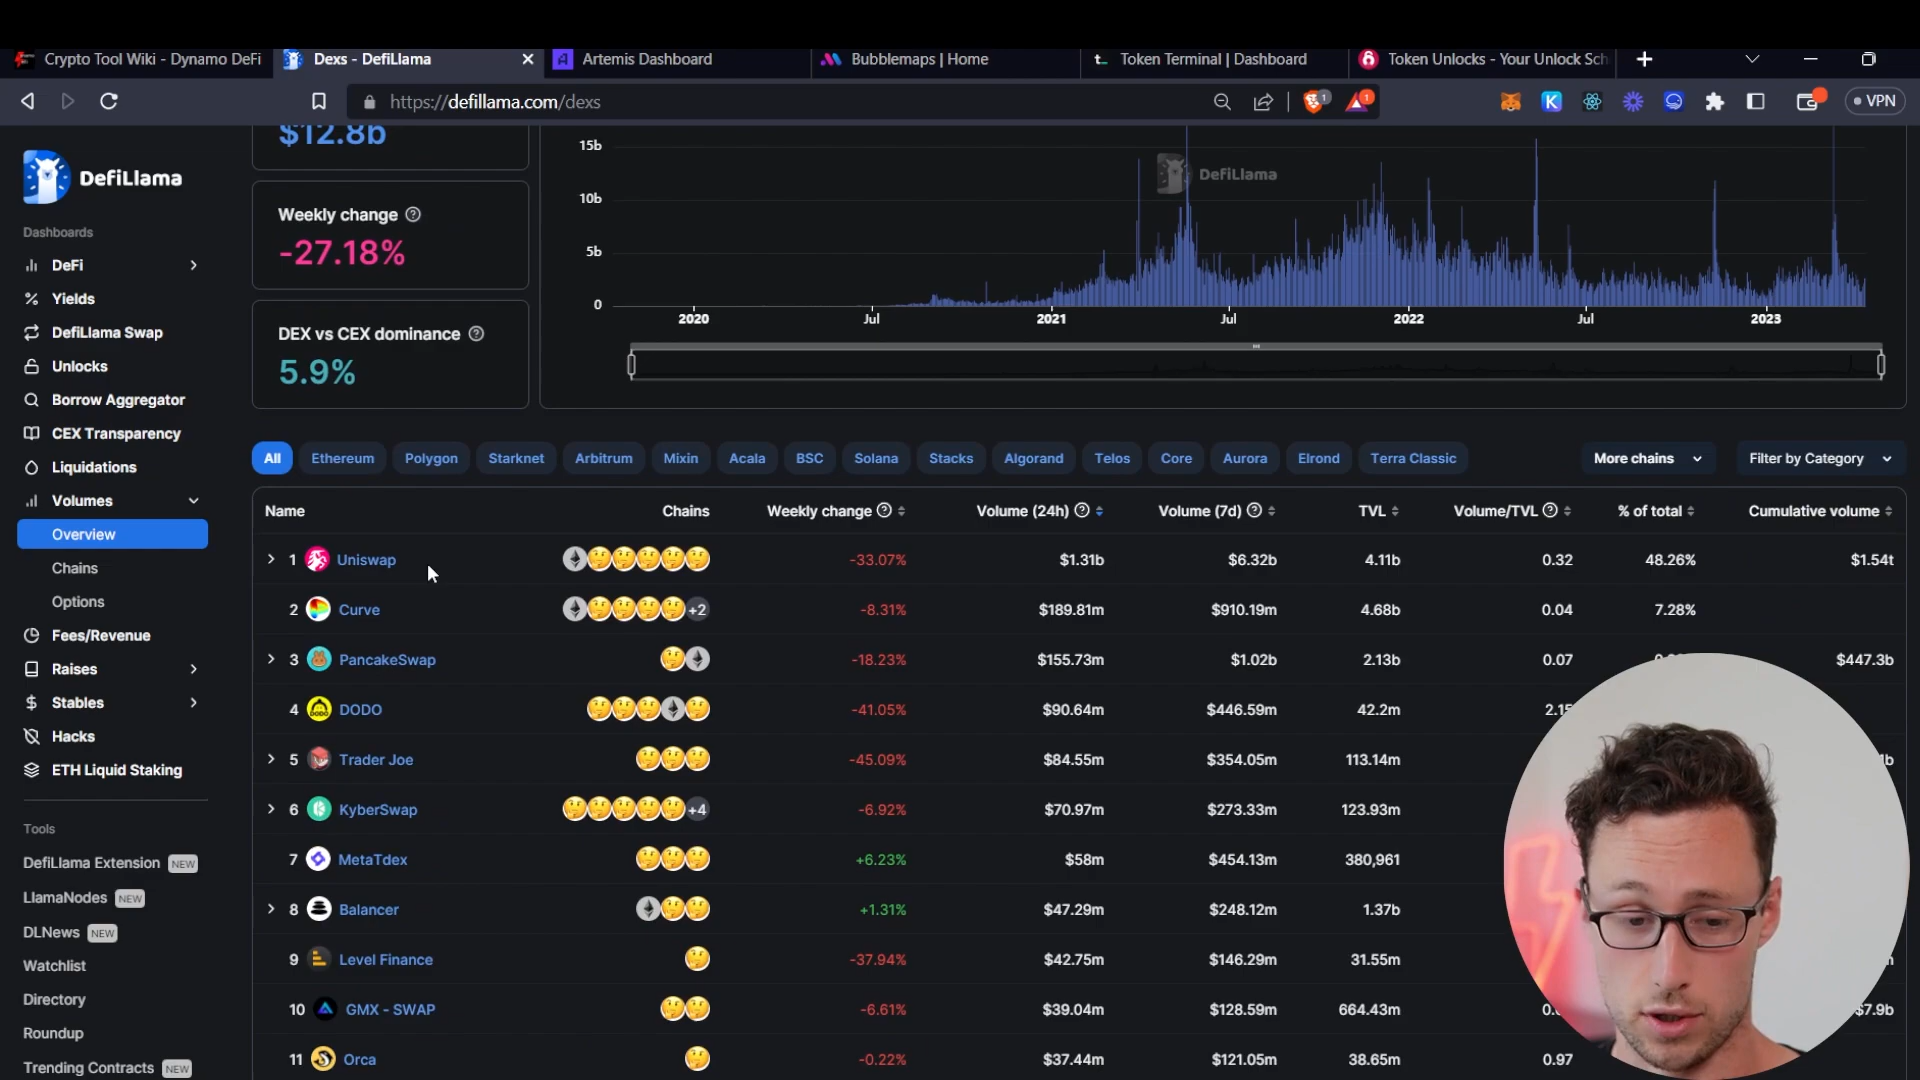 Crypto Tool Wiki - Dynamo DeFi
Dexs - DefiLlama
Artemis Dashboard
Bubblemaps | Home
Token Terminal | Dashboard
Token Unlocks - Your Unlock Sch
https://defillama.com/dexs
1
1
VPN
DefiLlama
Dashboards
DeFi
Yields
DefiLlama Swap
Unlocks
Borrow Aggregator
CEX Transparency
Liquidations
Volumes
Overview
Chains
Options
Fees/Revenue
Raises
Stables
Hacks
ETH Liquid Staking
Tools
DefiLlama Extension NEW
LlamaNodes NEW
DLNews NEW
Watchlist
Directory
Roundup
Trending Contracts NEW
$12.8b
Weekly change
-27.18%
DEX vs CEX dominance
5.9%
15b
10b
5b
0
DefiLlama
2020 Jul 2021 Jul 2022 Jul 2023
All Ethereum Polygon Starknet Arbitrum Mixin Acala BSC Solana Stacks Algorand Telos Core Aurora Elrond Terra Classic More chains Filter by Category
Name Chains Weekly change Volume (24h) Volume (7d) TVL Volume/TVL % of total Cumulative volume
1 Uniswap -33.07% $1.31b $6.32b 4.11b 0.32 48.26% $1.54t
2 Curve +2 -8.31% $189.81m $910.19m 4.68b 0.04 7.28%
3 PancakeSwap -18.23% $155.73m $1.02b 2.13b 0.07 $447.3b
4 DODO -41.05% $90.64m $446.59m 42.2m
5 Trader Joe -45.09% $84.55m $354.05m 113.14m
6 KyberSwap +4 -6.92% $70.97m $273.33m 123.93m
7 MetaTdex +6.23% $58m $454.13m 380,961
8 Balancer +1.31% $47.29m $248.12m 1.37b
9 Level Finance -37.94% $42.75m $146.29m 31.55m
10 GMX - SWAP -6.61% $39.04m $128.59m 664.43m $7.9b
11 Orca -0.22% $37.44m $121.05m 38.65m 0.97